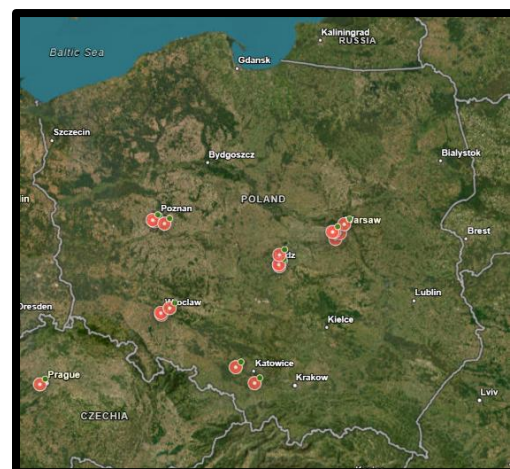 Kaliningrad
RUSSIA
Baltic Sea
Gdansk
Szczecin
Bialystok
Bydgoszcz
POLAND
Poznan
Brest
Lublin
Dresden
Kielce
Katowice
Krakow
Prague
Lviv
CZECHIA